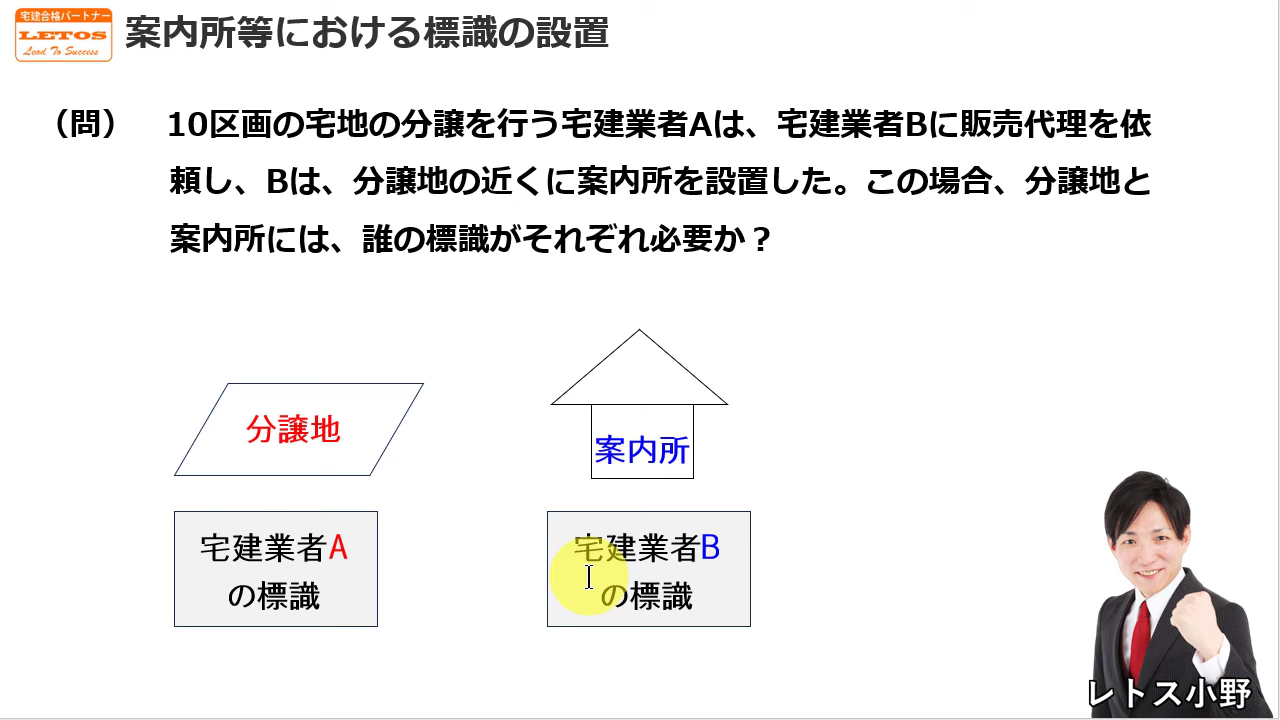 宅建合格パートナー
LETOS
Lead To Success
案内所等における標識の設置
（問） 10区画の宅地の分譲を行う宅建業者Aは、宅建業者Bに販売代理を依
頼し、Bは、分譲地の近くに案内所を設置した。この場合、分譲地と
案内所には、誰の標識がそれぞれ必要か？
分譲地
案内所
宅建業者A
の標識
宅建業者B
の標識
レトス小野